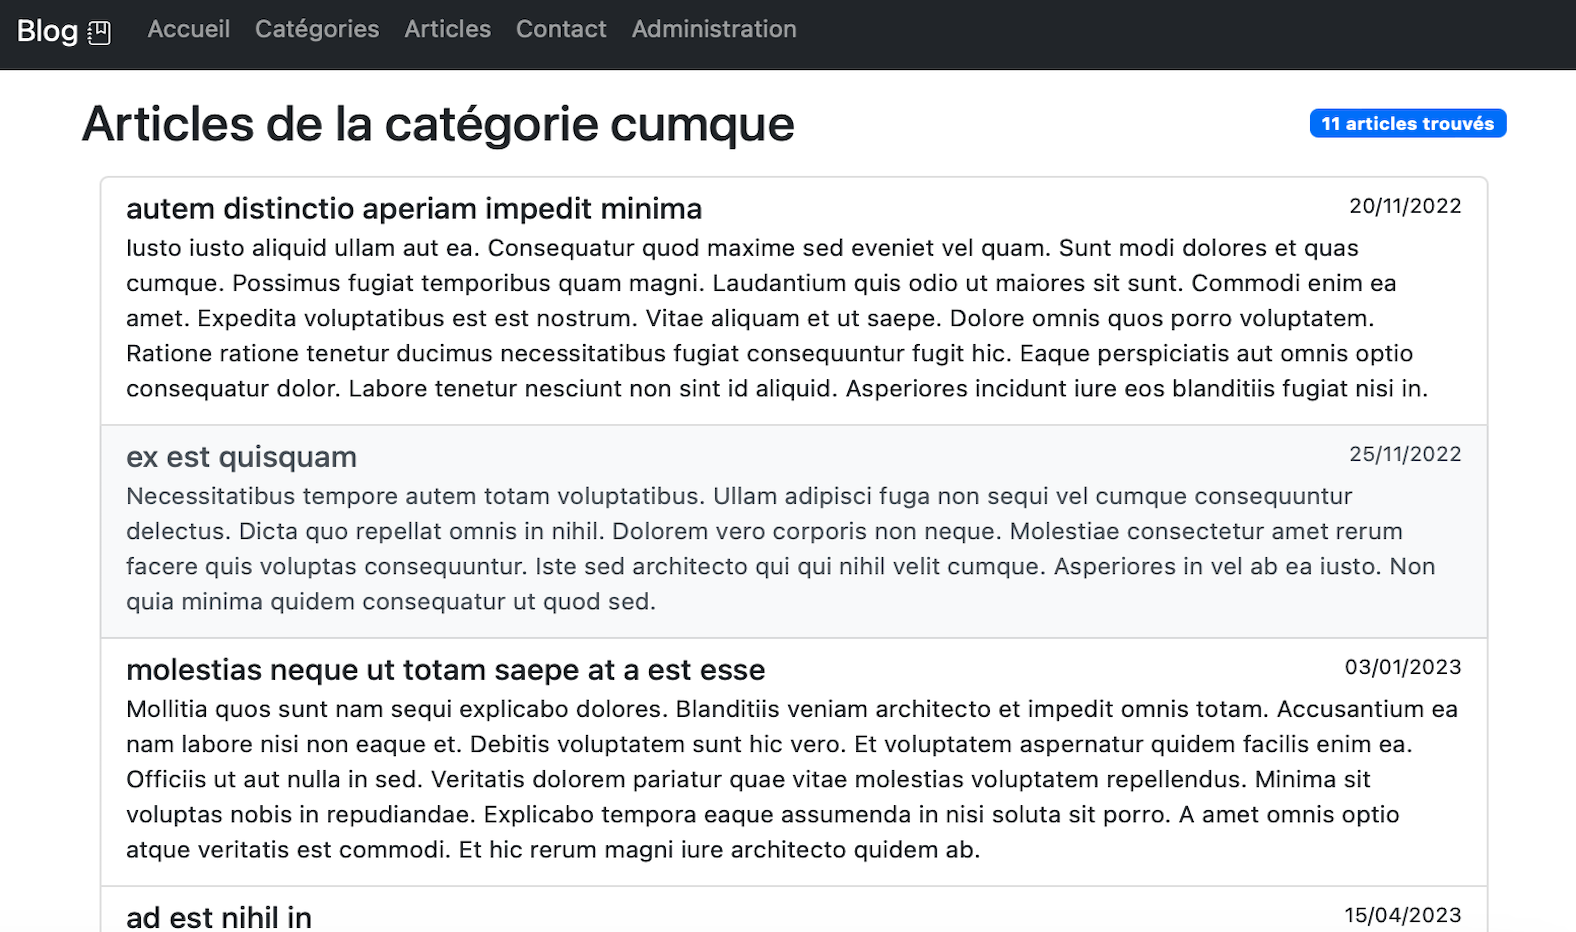 Blog Accueil Catégories Articles Contact Administration
Articles de la catégorie cumque 11 articles trouvés
autem distinctio aperiam impedit minima 20/11/2022
Iusto iusto aliquid ullam aut ea. Consequatur quod maxime sed eveniet vel quam. Sunt modi dolores et quas
cumque. Possimus fugiat temporibus quam magni. Laudantium quis odio ut maiores sit sunt. Commodi enim ea
amet. Expedita voluptatibus est est nostrum. Vitae aliquam et ut saepe. Dolore omnis quos porro voluptatem.
Ratione ratione tenetur ducimus necessitatibus fugiat consequuntur fugit hic. Eaque perspiciatis aut omnis optio
consequatur dolor. Labore tenetur nesciunt non sint id aliquid. Asperiores incidunt iure eos blanditiis fugiat nisi in.
ex est quisquam 25/11/2022
Necessitatibus tempore autem totam voluptatibus. Ullam adipisci fuga non sequi vel cumque consequuntur
delectus. Dicta quo repellat omnis in nihil. Dolorem vero corporis non neque. Molestiae consectetur amet rerum
facere quis voluptas consequuntur. Iste sed architecto qui qui nihil velit cumque. Asperiores in vel ab ea iusto. Non
quia minima quidem consequatur ut quod sed.
molestias neque ut totam saepe at a est esse 03/01/2023
Mollitia quos sunt nam sequi explicabo dolores. Blanditiis veniam architecto et impedit omnis totam. Accusantium ea
nam labore nisi non eaque et. Debitis voluptatem sunt hic vero. Et voluptatem aspernatur quidem facilis enim ea.
Officiis ut aut nulla in sed. Veritatis dolorem pariatur quae vitae molestias voluptatem repellendus. Minima sit
voluptas nobis in repudiandae. Explicabo tempora eaque assumenda in nisi soluta sit porro. A amet omnis optio
atque veritatis est commodi. Et hic rerum magni iure architecto quidem ab.
ad est nihil in 15/04/2023